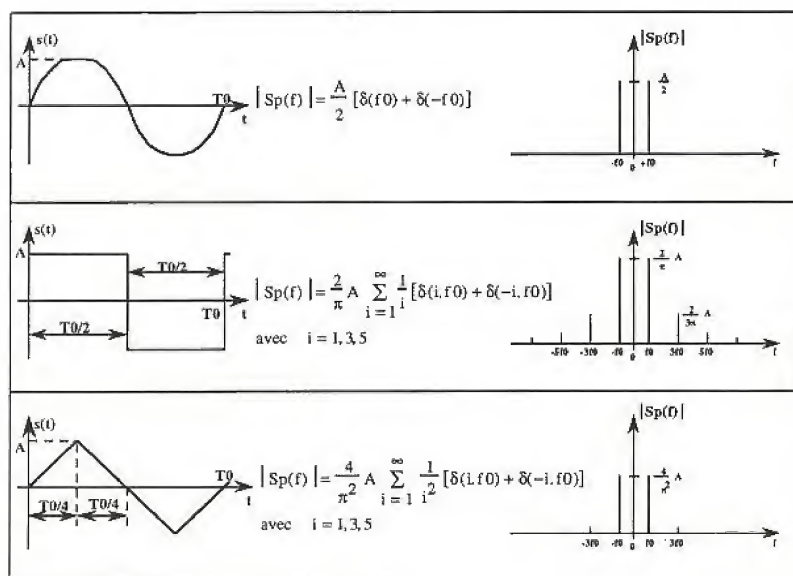 s(t)
A
T0
t
|Sp(f)| = A/2 [δ(f0) + δ(-f0)]
|Sp(f)|
A/2
-f0 0 +f0 f
s(t)
A
T0/2
T0
T0/2
t
|Sp(f)| = 2/π A ∞ Σ i = 1 1/i [δ(i,f0) + δ(-i,f0)]
avec i = 1,3,5
|Sp(f)|
2/π A
2/3π A
-5f0 -3f0 -f0 0 f0 3f0 5f0 f
s(t)
A
T0
T0/4 T0/4
t
|Sp(f)| = 4/π² A ∞ Σ i = 1 1/i² [δ(i.f0) + δ(-i.f0)]
avec i = 1,3,5
|Sp(f)|
4/π² A
-3f0 -f0 0 f0 3f0 f